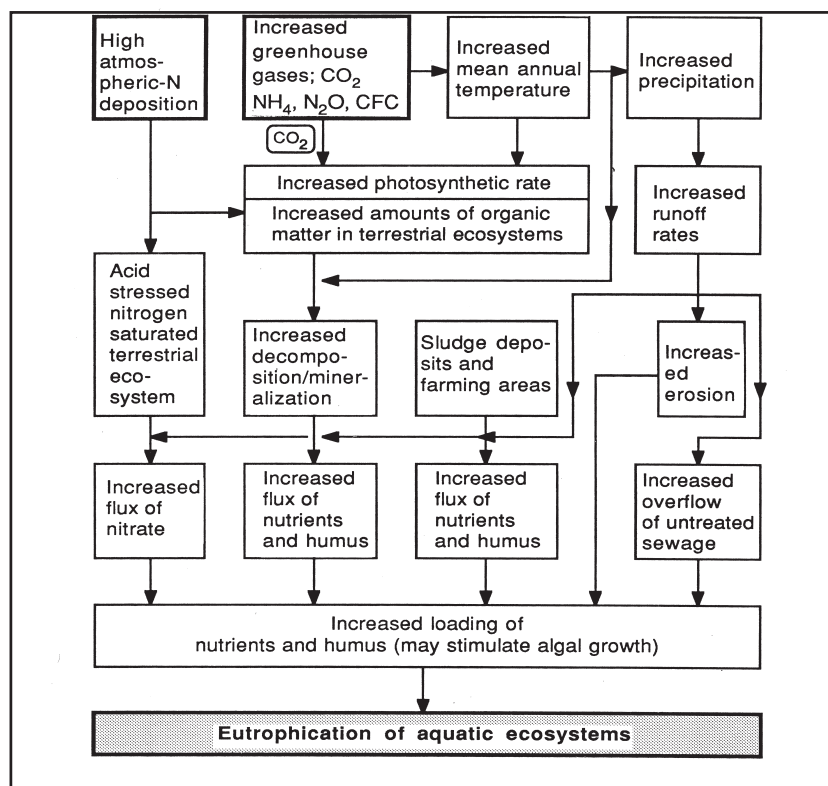 High
atmos-
pheric-N
deposition
Increased
greenhouse
gases; CO₂
NH₄, N₂O, CFC
Increased
mean annual
temperature
Increased
precipitation
CO₂
Increased photosynthetic rate
Increased amounts of organic
matter in terrestrial ecosystems
Increased
runoff
rates
Acid
stressed
nitrogen
saturated
terrestrial
eco-
system
Increased
decompo-
sition/miner-
alization
Sludge depo-
sits and
farming areas
Increas-
ed
erosion
Increased
flux of
nitrate
Increased
flux of
nutrients
and humus
Increased
flux of
nutrients
and humus
Increased
overflow
of untreated
sewage
Increased loading of
nutrients and humus (may stimulate algal growth)
Eutrophication of aquatic ecosystems